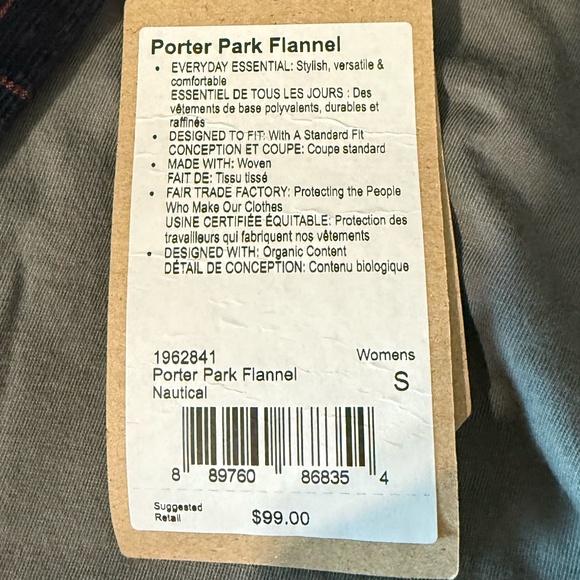 Porter Park Flannel
• EVERYDAY ESSENTIAL: Stylish, versatile &
comfortable
ESSENTIEL DE TOUS LES JOURS : Des
vêtements de base polyvalents, durables et
raffinés
• DESIGNED TO FIT: With A Standard Fit
CONCEPTION ET COUPE: Coupe standard
• MADE WITH: Woven
FAIT DE: Tissu tissé
• FAIR TRADE FACTORY: Protecting the People
Who Make Our Clothes
USINE CERTIFIÉE ÉQUITABLE: Protection des
travailleurs qui fabriquent nos vêtements
• DESIGNED WITH: Organic Content
DÉTAIL DE CONCEPTION: Contenu biologique
1962841 Womens
Porter Park Flannel S
Nautical
8 89760 86835 4
Suggested
Retail $99.00